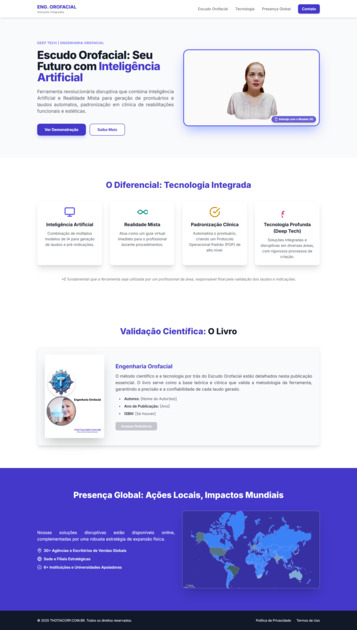 ENG. OROFACIAL
Soluções Integradas
Escudo Orofacial
Tecnologia
Presença Global
Contato
DEEP TECH | ENGENHARIA OROFACIAL
Escudo Orofacial: Seu
Futuro com Inteligência
Artificial
Ferramenta revolucionária disruptiva que combina Inteligência
Artificial e Realidade Mista para geração de prontuários e
laudos automatos, padronização em clínica de reabilitações
funcionais e estéticas.
Ver Demonstração
Saiba Mais
O Diferencial: Tecnologia Integrada
Inteligência Artificial
Combinação de múltiplos
modelos de IA para geração
de laudos e pré-indicações.
Realidade Mista
Atua como um guia virtual
imediato para o profissional
durante procedimentos.
Padronização Clínica
Automatiza o prontuário,
criando um Protocolo
Operacional Padrão (POP) de
alto nível.
Tecnologia Profunda
(Deep Tech)
Soluções integradas e
disruptivas em diversas áreas,
com rigorosos processos de
criação.
*É fundamental que a ferramenta seja utilizada por um profissional da área, responsável final pela validação dos laudos e indicações.
Validação Científica: O Livro
Engenharia Orofacial
Engenharia Orofacial
O método científico e a tecnologia por trás do Escudo Orofacial estão detalhados nesta publicação
essencial. O livro serve como a base teórica e clínica que valida a metodologia da ferramenta,
garantindo a precisão e a confiabilidade de cada laudo gerado.
Autores: [Nome do Autor(es)]
Ano de Publicação: [Ano]
ISBN: [Se houver]
Presença Global: Ações Locais, Impactos Mundiais
Nossas soluções disruptivas estão disponíveis online,
complementadas por uma robusta estratégia de expansão física.
30+ Agências e Escritórios de Vendas Globais
Sede e Filiais Estratégicas
6+ Instituições e Universidades Apoiadoras
© 2025 THOTHCORP.COM.BR. Todos os direitos reservados.
Política de Privacidade
Termos de Uso